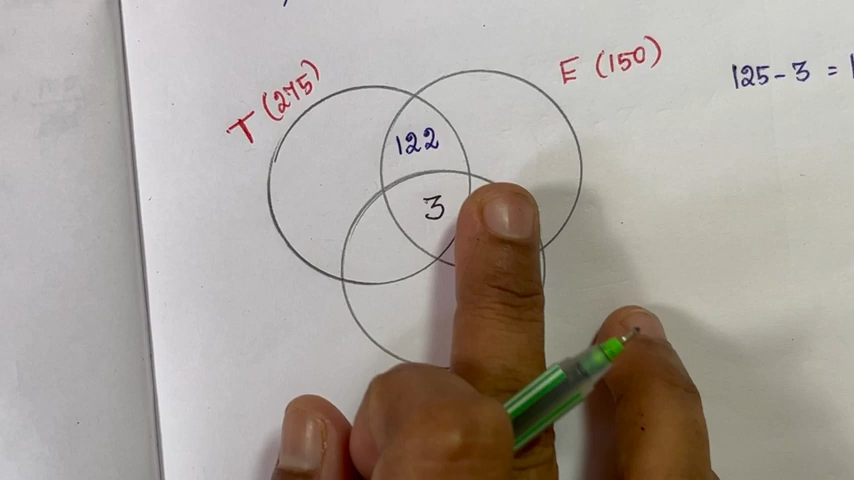 T (275)
E (150)
125 - 3 =
122
3